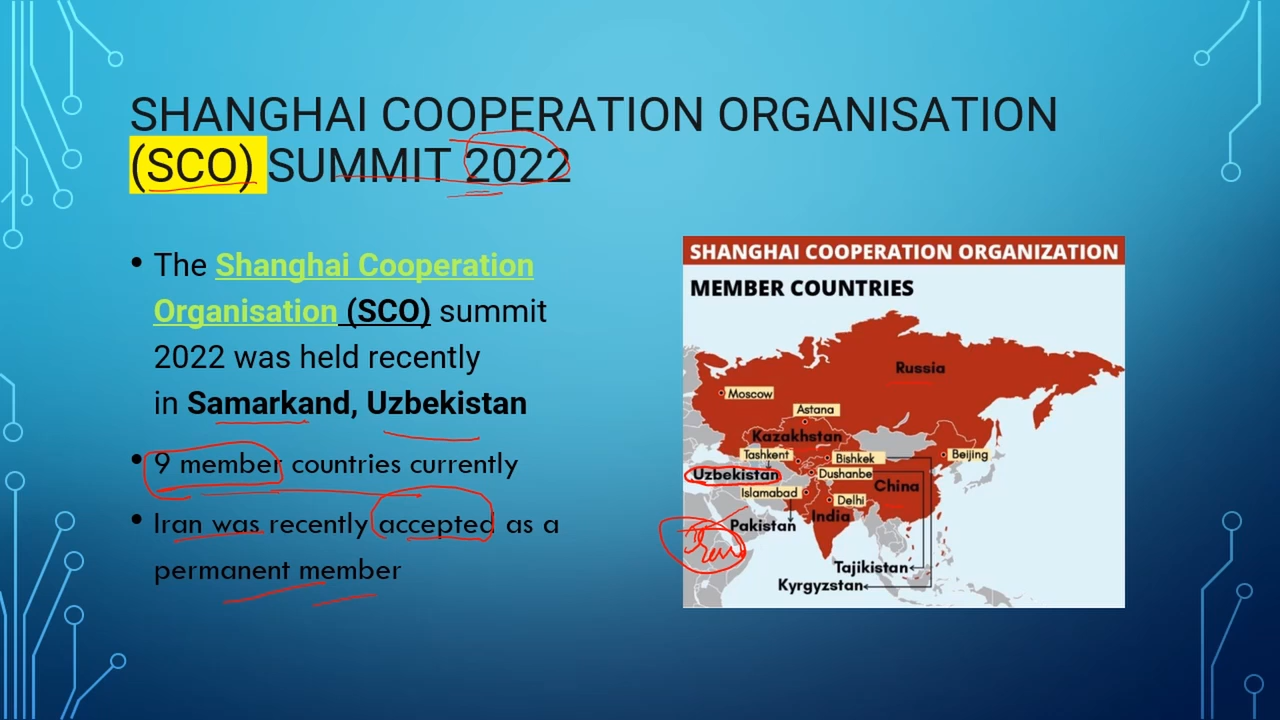 SHANGHAI COOPERATION ORGANISATION
(SCO) SUMMIT 2022
• The Shanghai Cooperation
Organisation (SCO) summit
2022 was held recently
in Samarkand, Uzbekistan
• 9 member countries currently
• Iran was recently accepted as a
permanent member
SHANGHAI COOPERATION ORGANIZATION
MEMBER COUNTRIES
Russia
Moscow
Astana
Kazakhstan
Tashkent
Bishkek
Beijing
Uzbekistan
Dushanbe
China
Islamabad
Delhi
Pakistan
India
Iran
Tajikistan
Kyrgyzstan